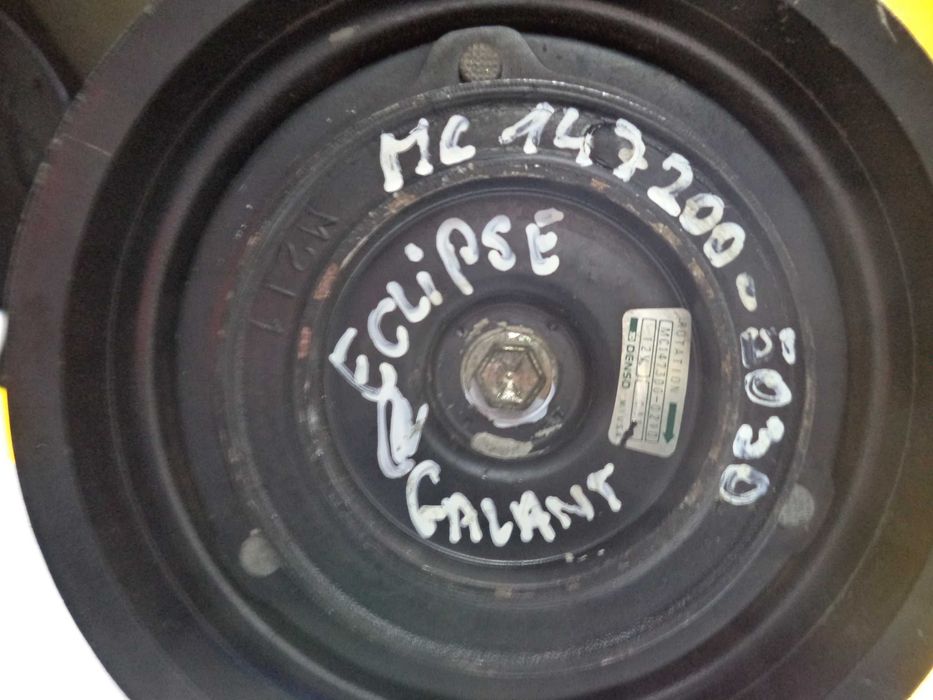 MC 147200-2030
ECLIPSE
&
GALANT
M21
ROTATION
DENSO